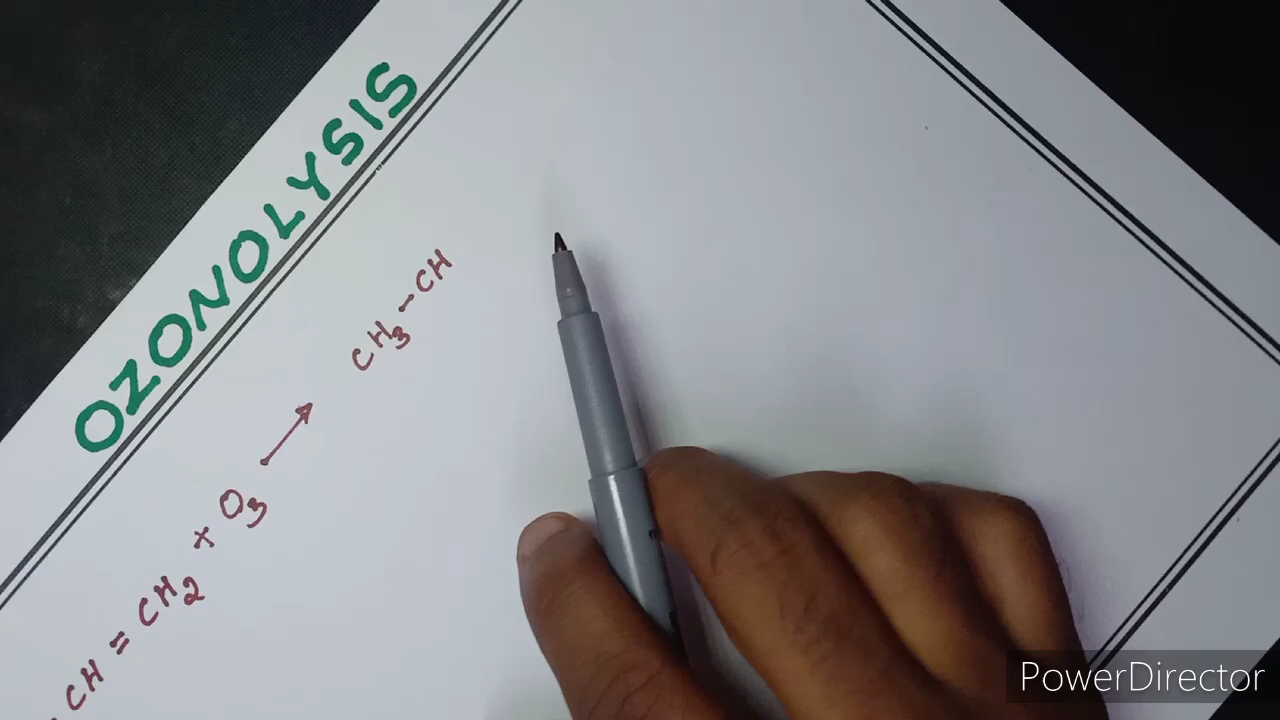 OZONOLYSIS
CH = CH₂ + O₃ → CH₃ - CH
PowerDirector